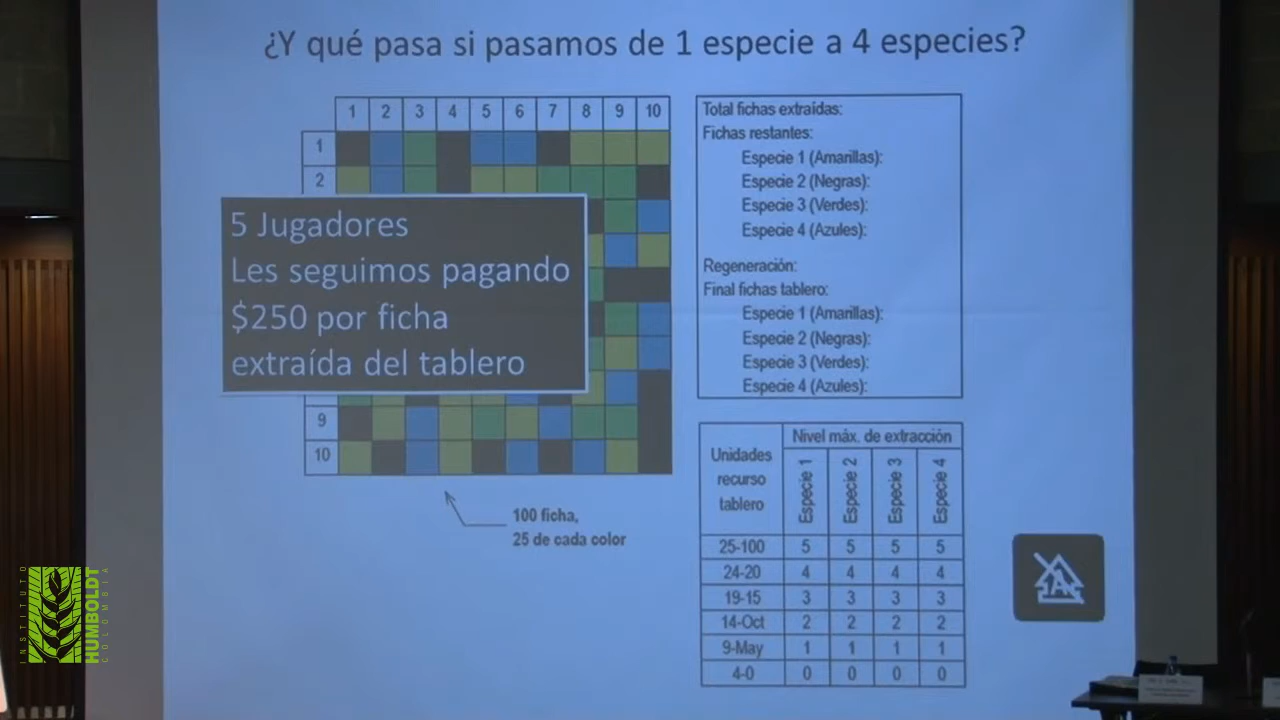 ¿Y qué pasa si pasamos de 1 especie a 4 especies?
1 2 3 4 5 6 7 8 9 10
1
2
5 Jugadores
Les seguimos pagando
$250 por ficha
extraída del tablero
9
10
100 ficha,
25 de cada color
Total fichas extraídas:
Fichas restantes:
Especie 1 (Amarillas):
Especie 2 (Negras):
Especie 3 (Verdes):
Especie 4 (Azules):
Regeneración:
Final fichas tablero:
Especie 1 (Amarillas):
Especie 2 (Negras):
Especie 3 (Verdes):
Especie 4 (Azules):
Unidades
recurso
tablero
Nivel máx. de extracción
Especie 1 Especie 2 Especie 3 Especie 4
25-100 5 5 5 5
24-20 4 4 4 4
19-15 3 3 3 3
14-Oct 2 2 2 2
9-May 1 1 1 1
4-0 0 0 0 0
INSTITUTO
HUMBOLDT
COLOMBIA